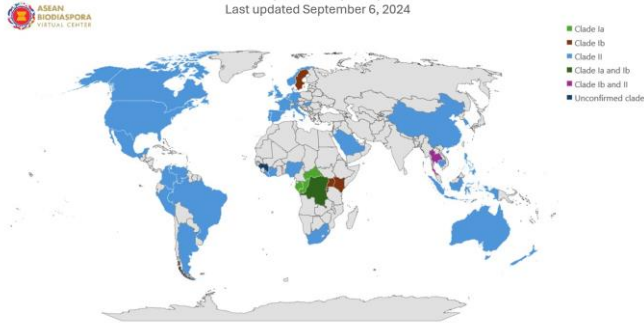 ASEAN
BIODIASPORA
VIRTUAL CENTER
Last updated September 6, 2024
Clade Ia
Clade Ib
Clade II
Clade Ia and Ib
Clade Ib and II
Unconfirmed clade